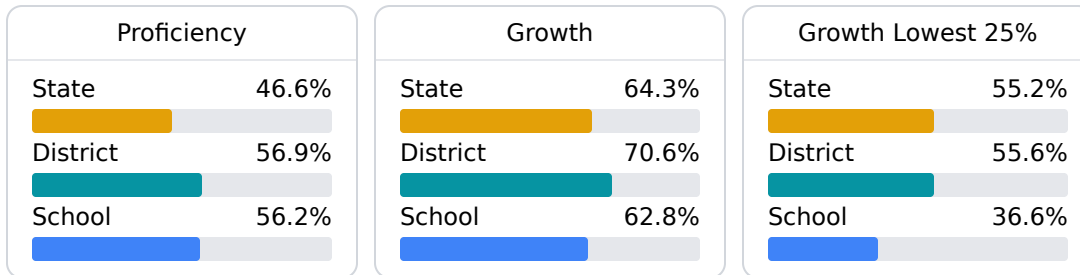 Proficiency
State 46.6%
District 56.9%
School 56.2%
Growth
State 64.3%
District 70.6%
School 62.8%
Growth Lowest 25%
State 55.2%
District 55.6%
School 36.6%